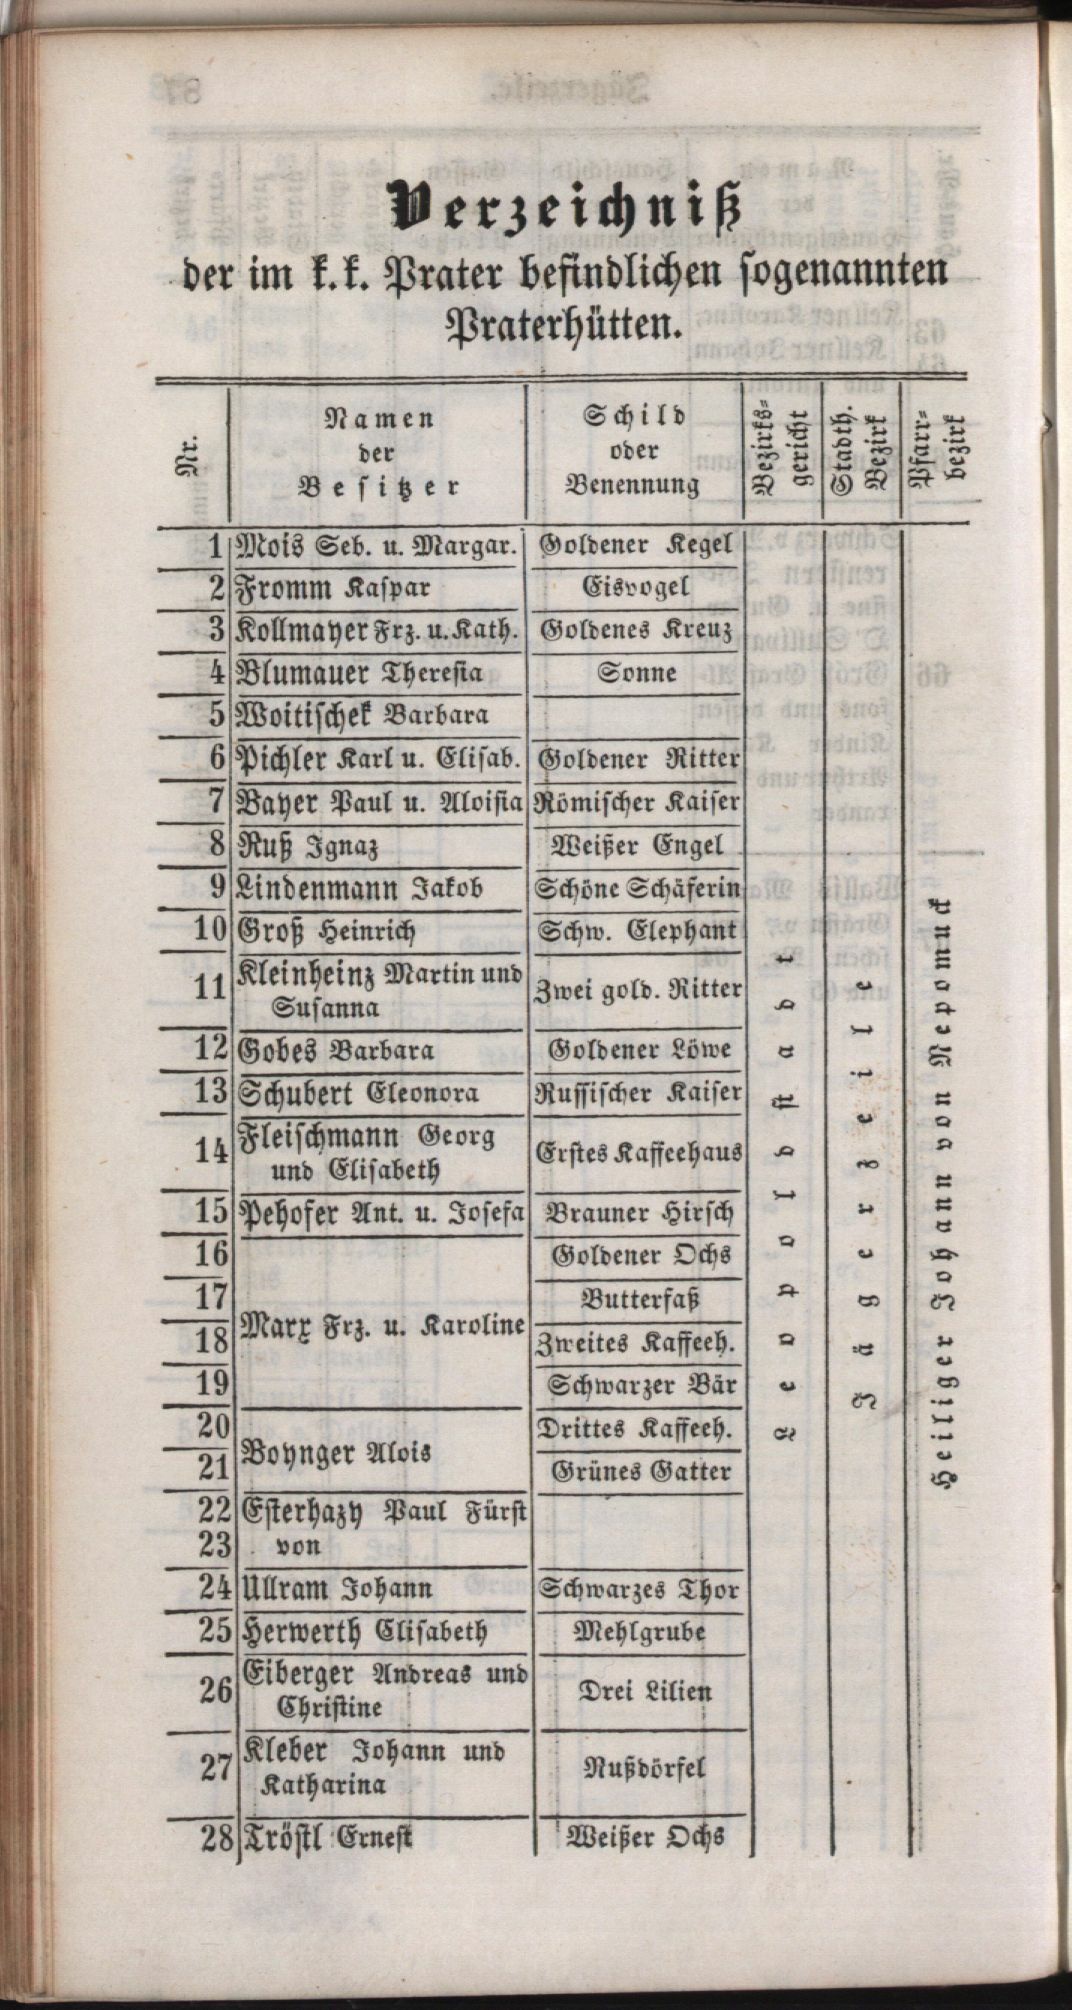 Verzeichniß
der im k.k. Prater befindlichen sogenannten
Praterhütten.
Nr. Namen der Besitzer Schild oder Benennung Bezirks-gericht Stadth. Bezirk Pfarr-bezirk
1 Mois Seb. u. Margar. Goldener Kegel
2 Fromm Kaspar Eisvogel
3 Kollmayer Frz. u. Kath. Goldenes Kreuz
4 Blumauer Theresia Sonne
5 Woitischek Barbara
6 Pichler Karl u. Elisab. Goldener Ritter
7 Bayer Paul u. Aloisia Römischer Kaiser
8 Ruß Ignaz Weißer Engel
9 Lindenmann Jakob Schöne Schäferin
10 Groß Heinrich Schw. Elephant
11 Kleinheinz Martin und Zwei gold. Ritter
Susanna
12 Gobes Barbara Goldener Löwe
13 Schubert Eleonora Russischer Kaiser
14 Fleischmann Georg Erstes Kaffeehaus
und Elisabeth
15 Pehofer Ant. u. Josefa Brauner Hirsch
16 Goldener Ochs
17 Butterfaß
Marx Frz. u. Karoline
18 Zweites Kaffeeh.
19 Schwarzer Bär
20 Drittes Kaffeeh.
Boynger Alois
21 Grünes Gatter
22 Esterhazy Paul Fürst
23 von
24 Ullram Johann Schwarzes Thor
25 Herwerth Elisabeth Mehlgrube
26 Eiberger Andreas und Drei Lilien
Christine
27 Kleber Johann und Nußdörfel
Katharina
28 Tröstl Ernest Weißer Ochs
Leopoldstadt
Jägerzeile
Heiliger Johann von Nepomuk